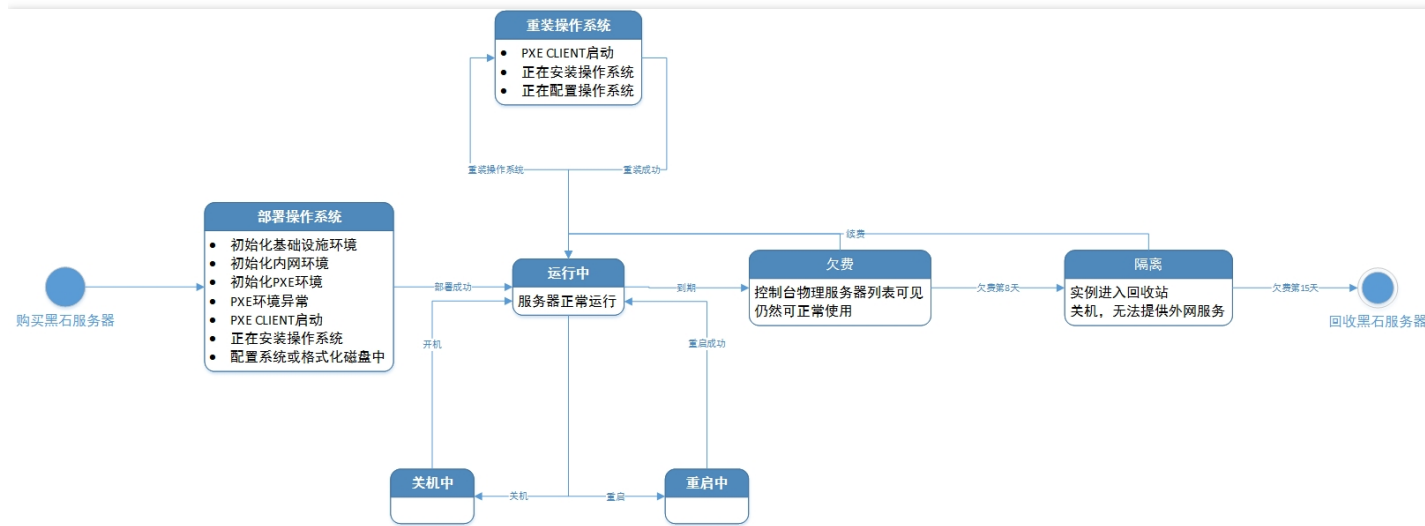 重装操作系统
PXE CLIENT启动
正在安装操作系统
正在配置操作系统
重装操作系统
重装成功
部署操作系统
初始化基础设施环境
初始化内网环境
初始化PXE环境
PXE环境异常
PXE CLIENT启动
正在安装操作系统
配置系统或格式化磁盘中
购买黑石服务器
部署成功
运行中
服务器正常运行
到期
续费
欠费
控制台物理服务器列表可见
仍然可正常使用
欠费第8天
隔离
实例进入回收站
关机，无法提供外网服务
欠费第15天
回收黑石服务器
开机
重启成功
关机中
关机
重启
重启中